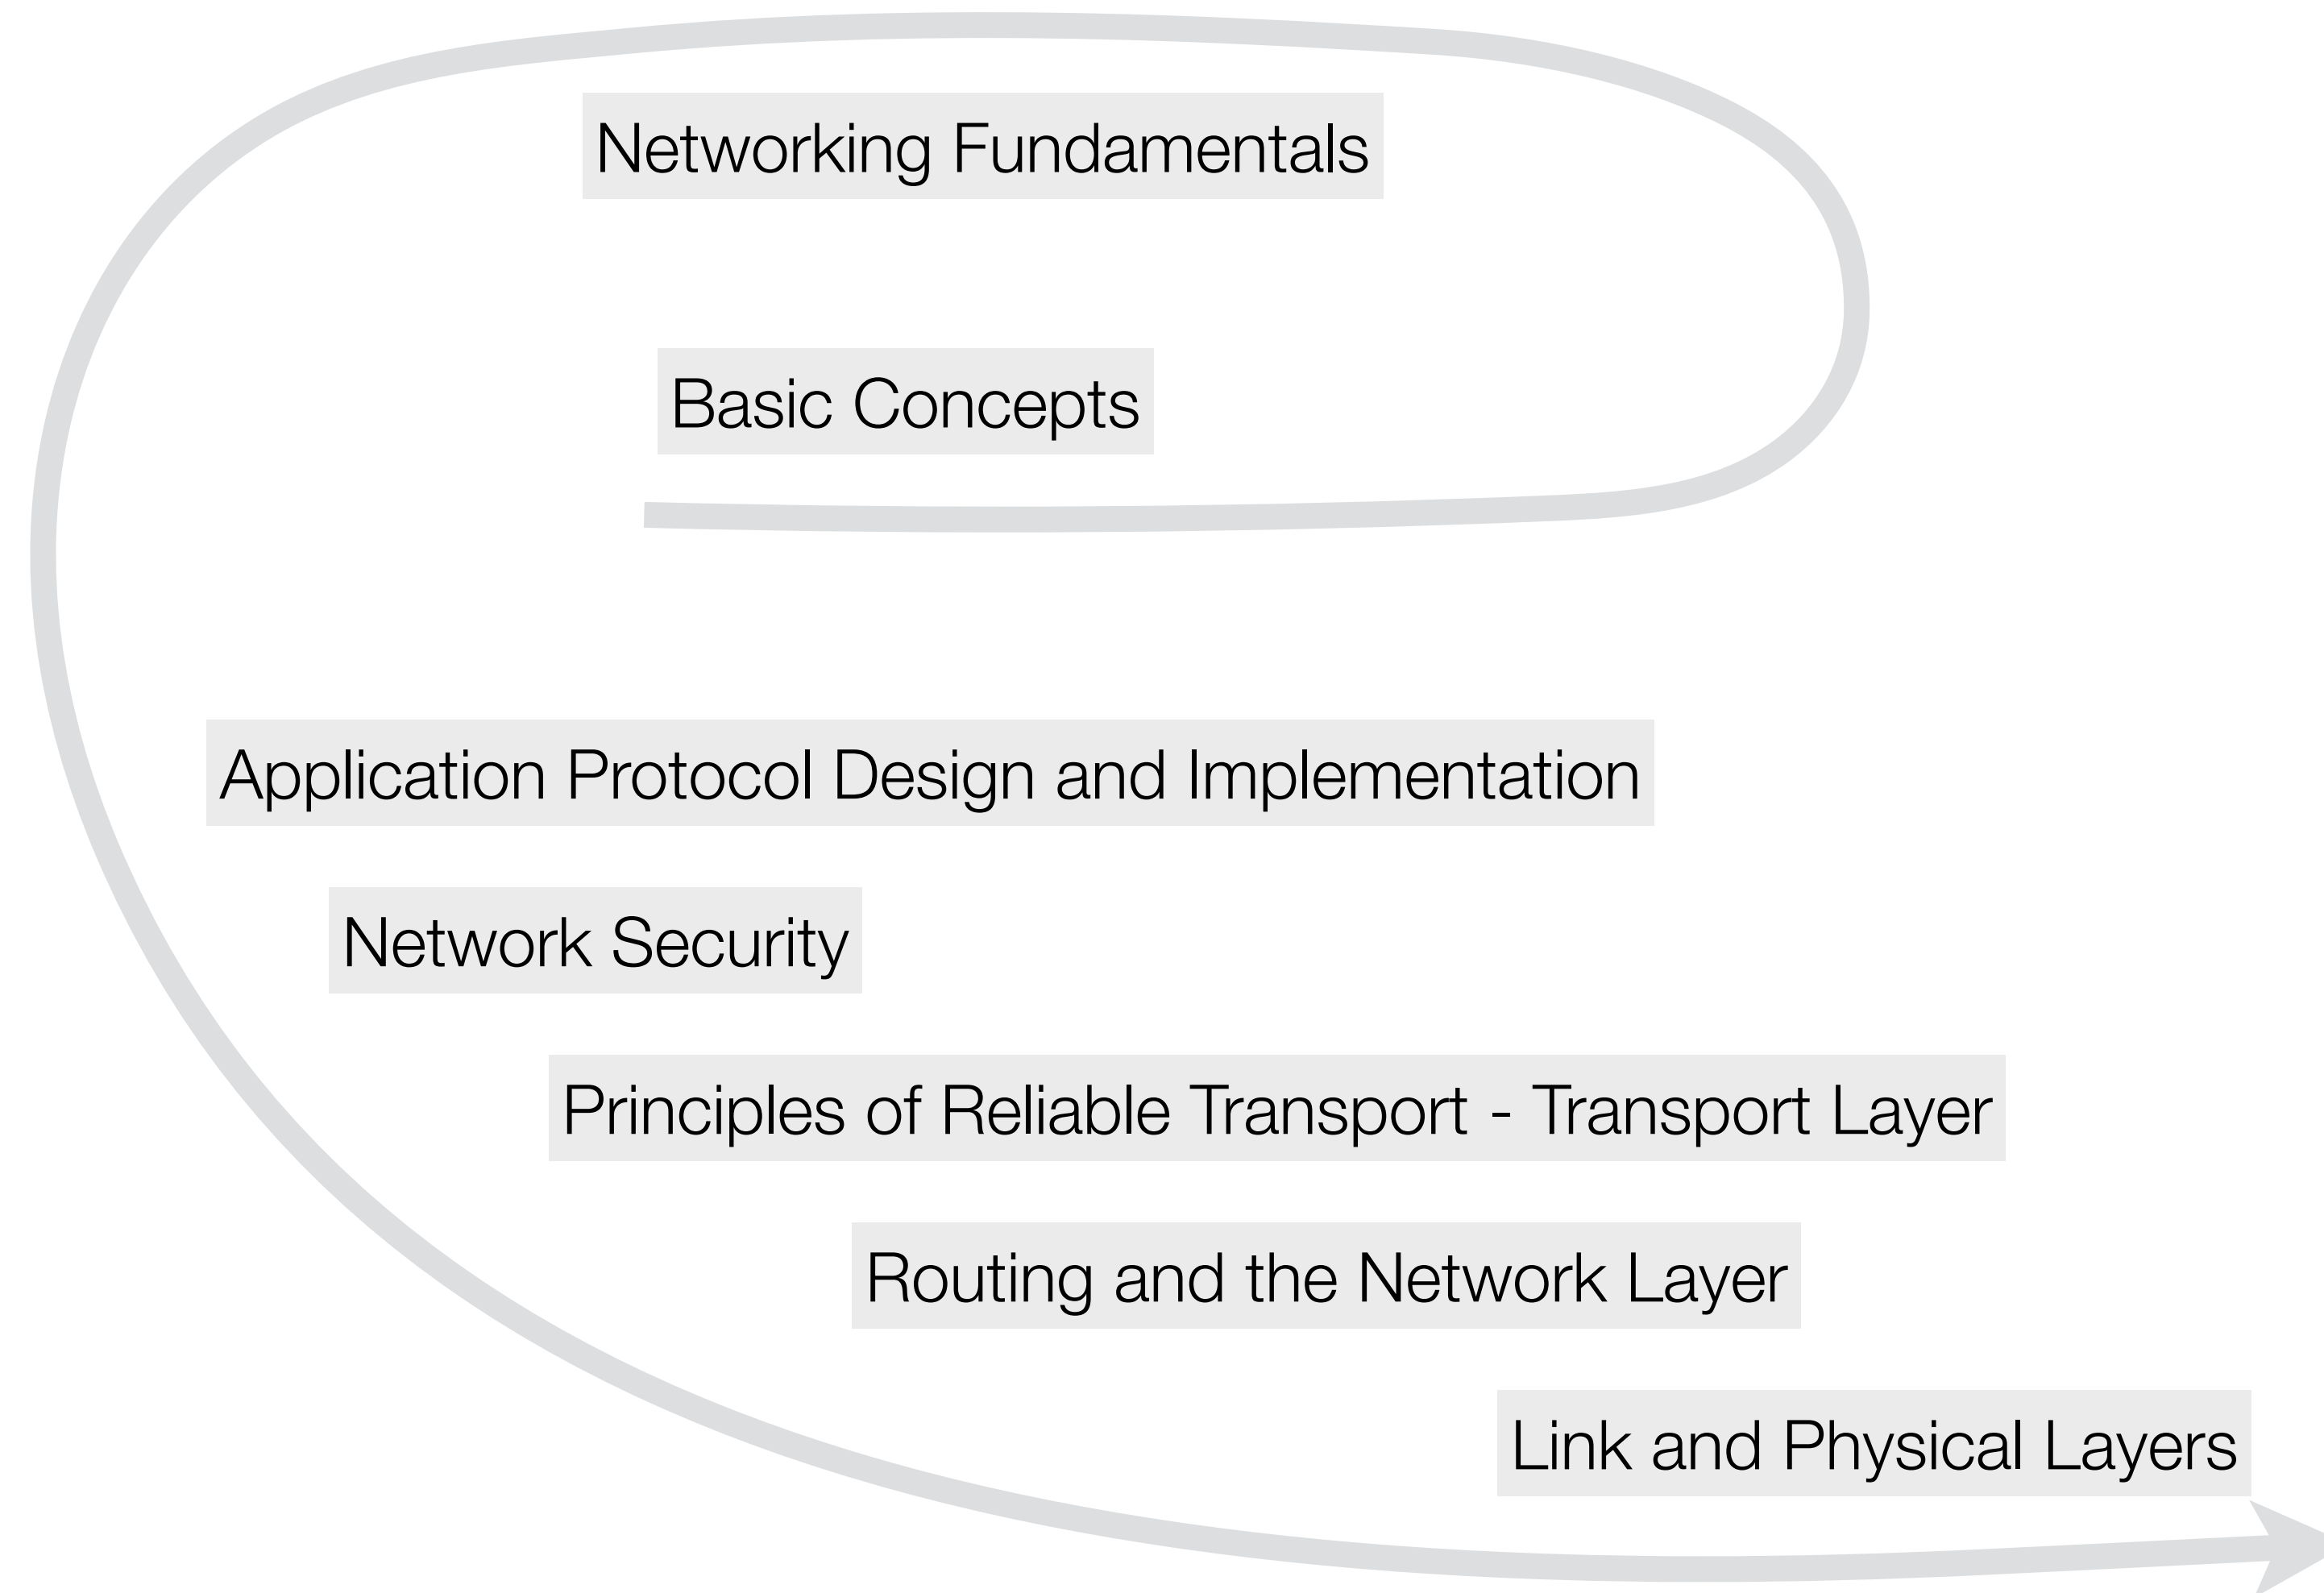 Networking Fundamentals
Basic Concepts
Application Protocol Design and Implementation
Network Security
Principles of Reliable Transport - Transport Layer
Routing and the Network Layer
Link and Physical Layers